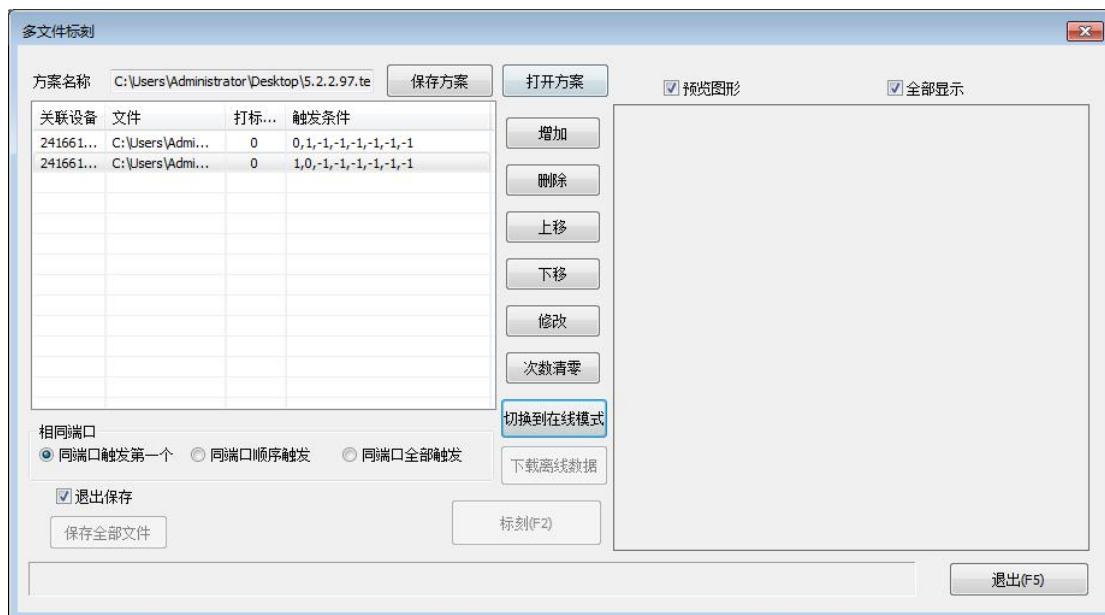 多文件标刻
方案名称 C:\Users\Administrator\Desktop\5.2.2.97.te 保存方案 打开方案 预览图形 全部显示
关联设备 文件 打标... 触发条件
241661... C:\Users\Admi... 0 0,1,-1,-1,-1,-1,-1,-1
241661... C:\Users\Admi... 0 1,0,-1,-1,-1,-1,-1,-1
增加
删除
上移
下移
修改
次数清零
切换到在线模式
下载离线数据
相同端口
同端口触发第一个 同端口顺序触发 同端口全部触发
退出保存
保存全部文件
标刻(F2)
退出(F5)